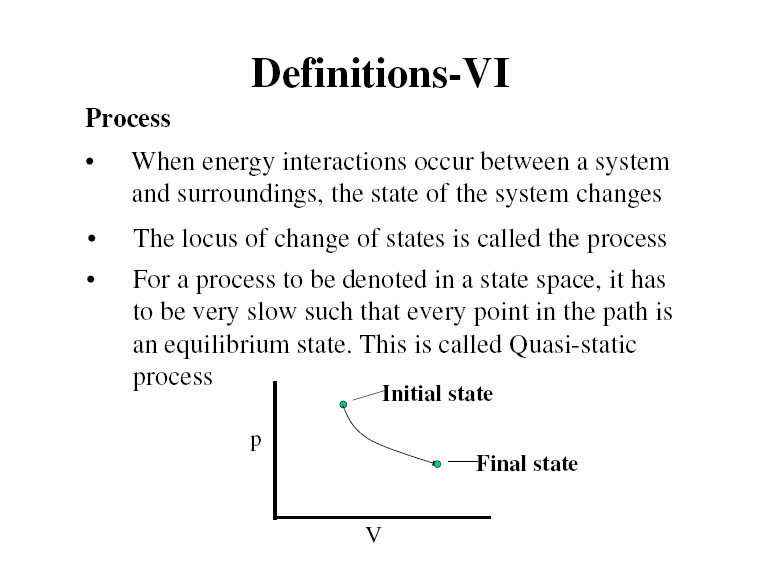 Definitions-VI
Process
• When energy interactions occur between a system
and surroundings, the state of the system changes
• The locus of change of states is called the process
• For a process to be denoted in a state space, it has
to be very slow such that every point in the path is
an equilibrium state. This is called Quasi-static
process
Initial state
p
Final state
V